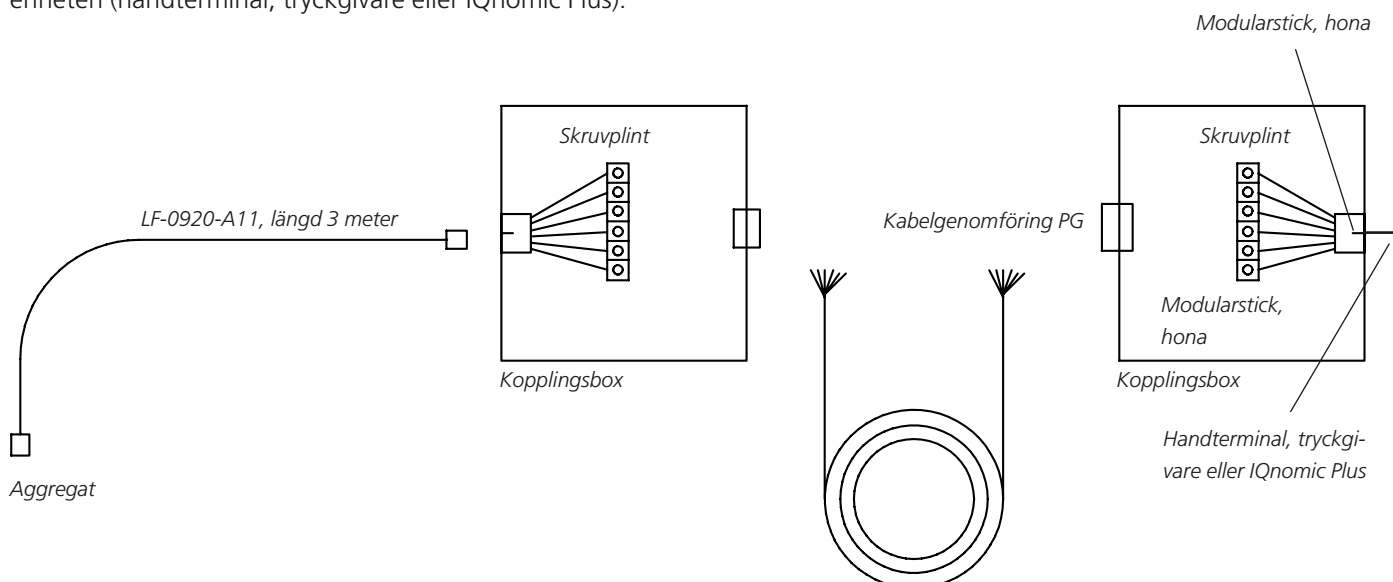 enheten (handterminal, tryckgivare eller IQnomic Plus).
Modularstick, hona
Skruvplint
Skruvplint
LF-0920-A11, längd 3 meter
Kabelgenomföring PG
Modularstick,
hona
Kopplingsbox
Kopplingsbox
Handterminal, tryckgi-
vare eller IQnomic Plus
Aggregat